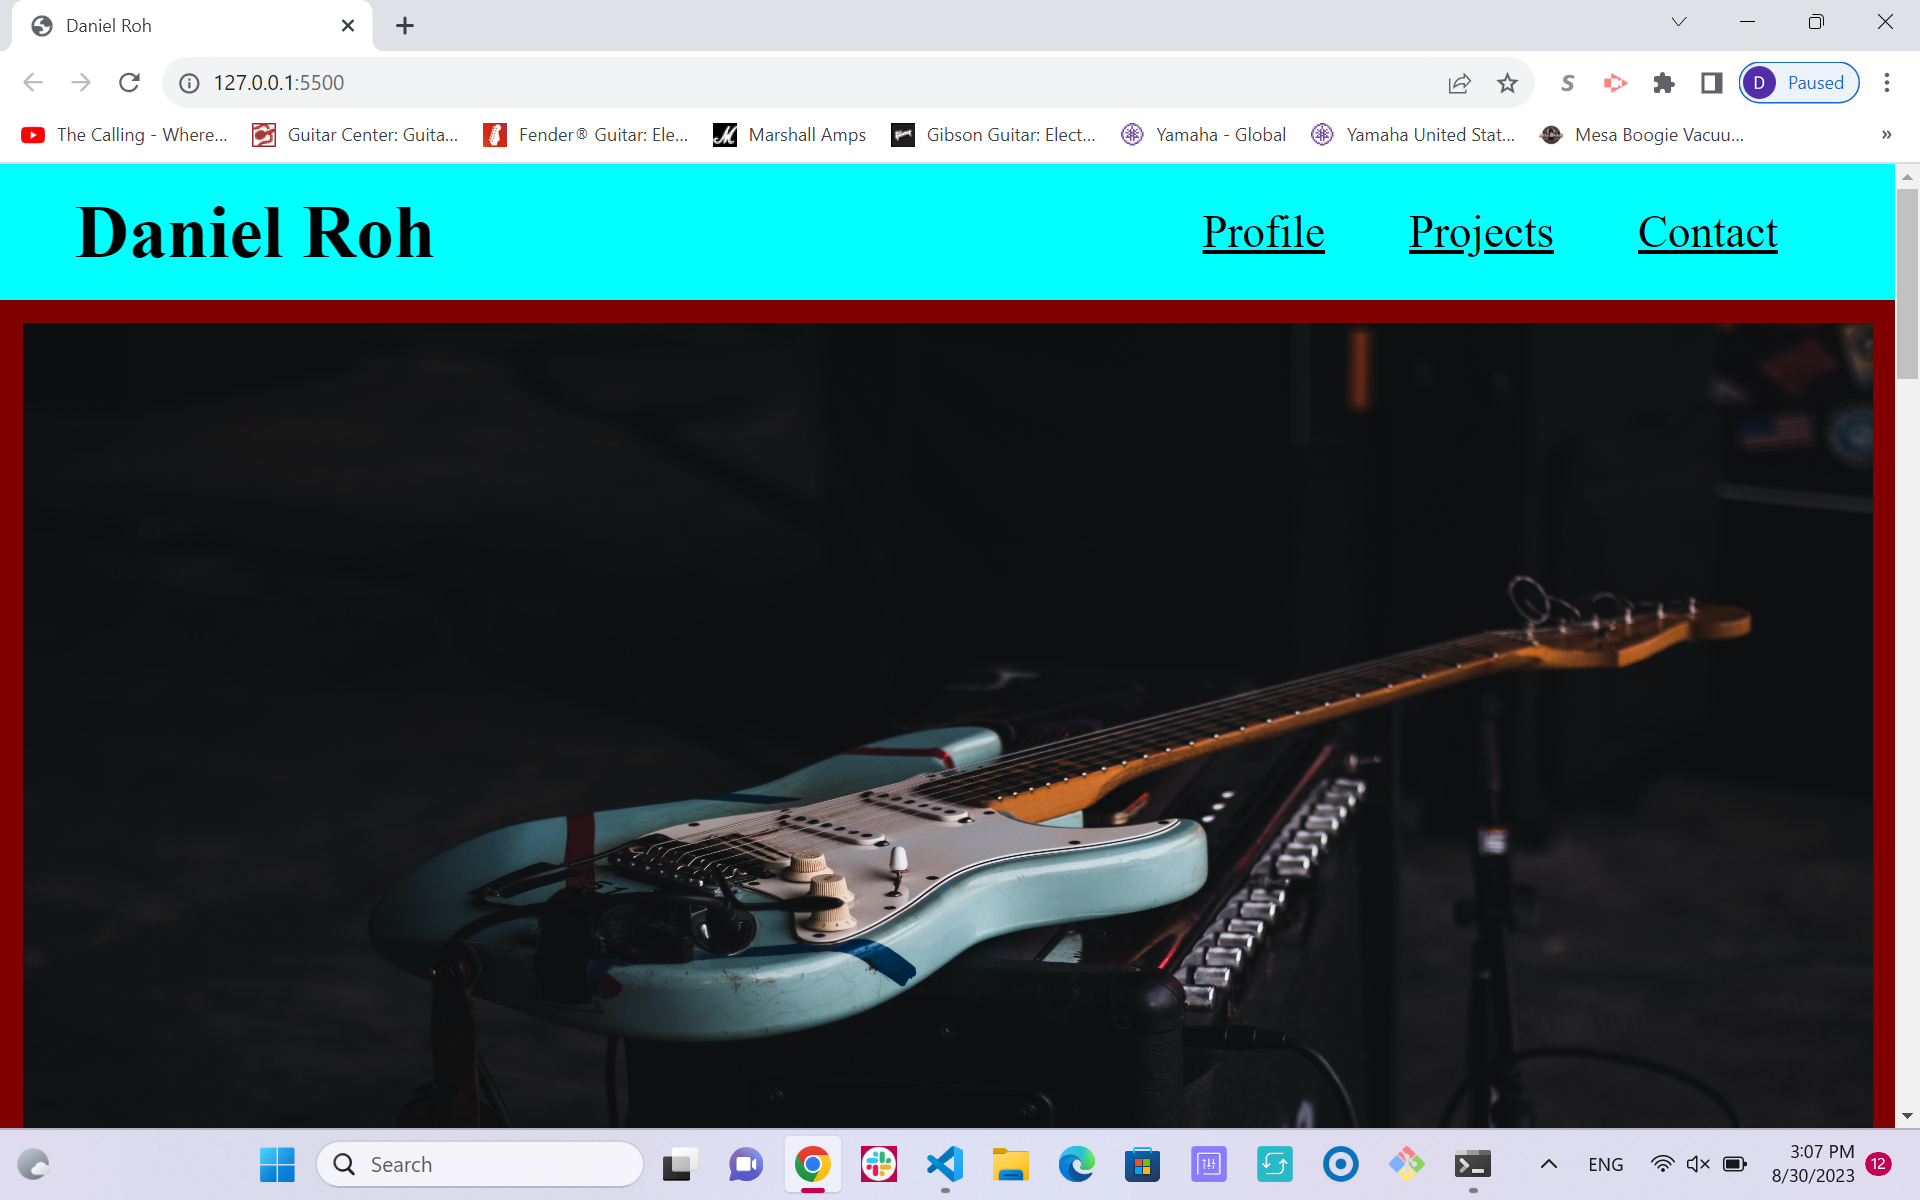 Daniel Roh
127.0.0.1:5500
Paused
The Calling - Where...
Guitar Center: Guita...
Fender® Guitar: Ele...
Marshall Amps
Gibson Guitar: Elect...
Yamaha - Global
Yamaha United Stat...
Mesa Boogie Vacuu...
»
Daniel Roh
Profile
Projects
Contact
Search
ENG
3:07 PM
8/30/2023
12